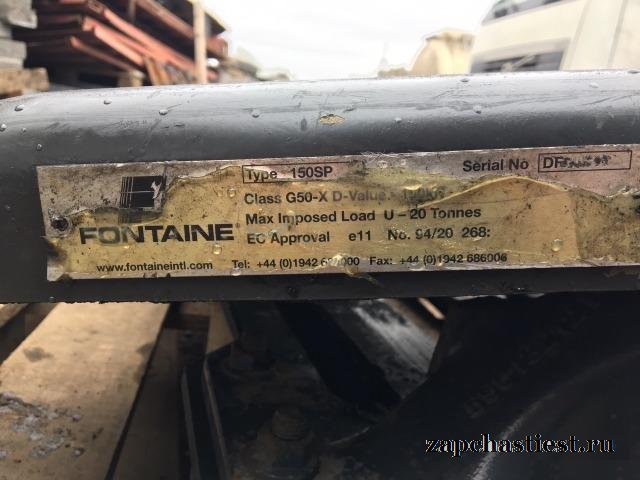 Type 150SP Serial No
Class G50-X D-Value:
Max Imposed Load U - 20 Tonnes
FONTAINE
EC Approval e11 No. 94/20 268:
www.fontaineintl.com Tel: +44 (0)1942 Fax: +44 (0)1942 686006
zapchastiest.ru